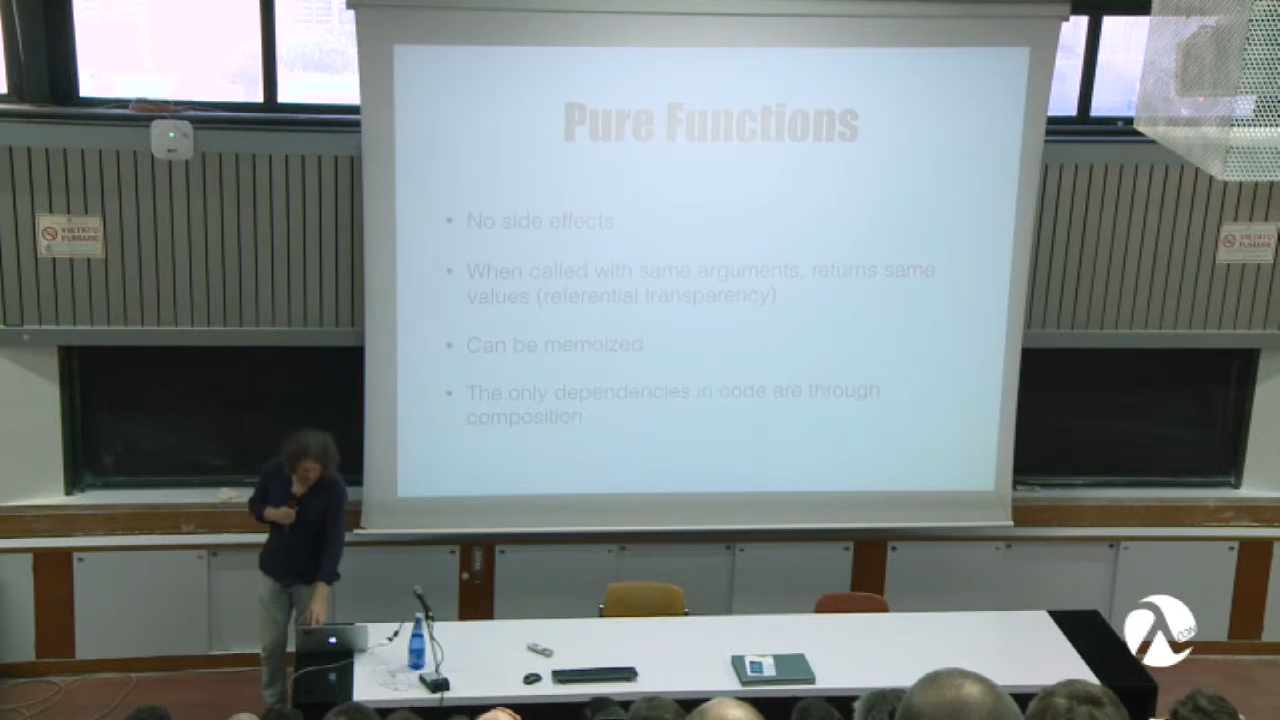 Pure Functions
• No side effects
• When called with same arguments, returns same
values (referential transparency)
• Can be memoized
• The only dependencies in code are through
composition
VIETATO
FUMARE
VIETATO
FUMARE
CON